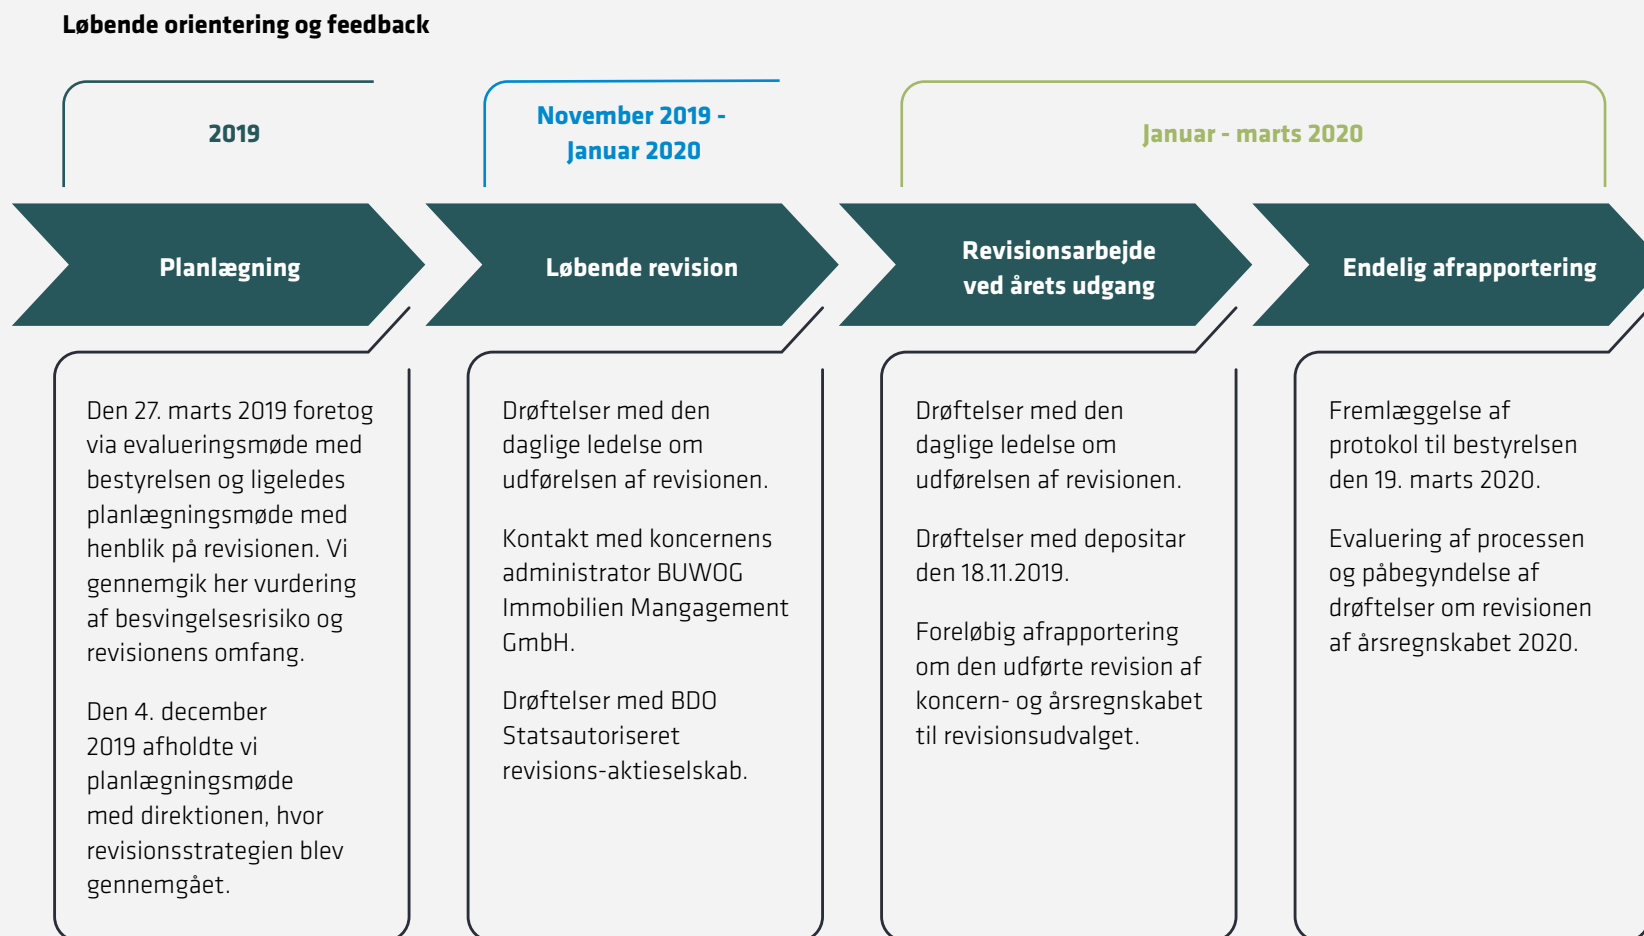 Løbende orientering og feedback
2019
November 2019 -
Januar 2020
Januar - marts 2020
Planlægning
Løbende revision
Revisionsarbejde
ved årets udgang
Endelig afrapportering
Den 27. marts 2019 foretog
via evalueringsmøde med
bestyrelsen og ligeledes
planlægningsmøde med
henblik på revisionen. Vi
gennemgik her vurdering
af besvingelsesrisiko og
revisionens omfang.
Den 4. december
2019 afholdte vi
planlægningsmøde
med direktionen, hvor
revisionsstrategien blev
gennemgået.
Drøftelser med den
daglige ledelse om
udførelsen af revisionen.
Kontakt med koncernens
administrator BUWOG
Immobilien Mangagement
GmbH.
Drøftelser med BDO
Statsautoriseret
revisions-aktieselskab.
Drøftelser med den
daglige ledelse om
udførelsen af revisionen.
Drøftelser med depositar
den 18.11.2019.
Foreløbig afrapportering
om den udførte revision af
koncern- og årsregnskabet
til revisionsudvalget.
Fremlæggelse af
protokol til bestyrelsen
den 19. marts 2020.
Evaluering af processen
og påbegyndelse af
drøftelser om revisionen
af årsregnskabet 2020.